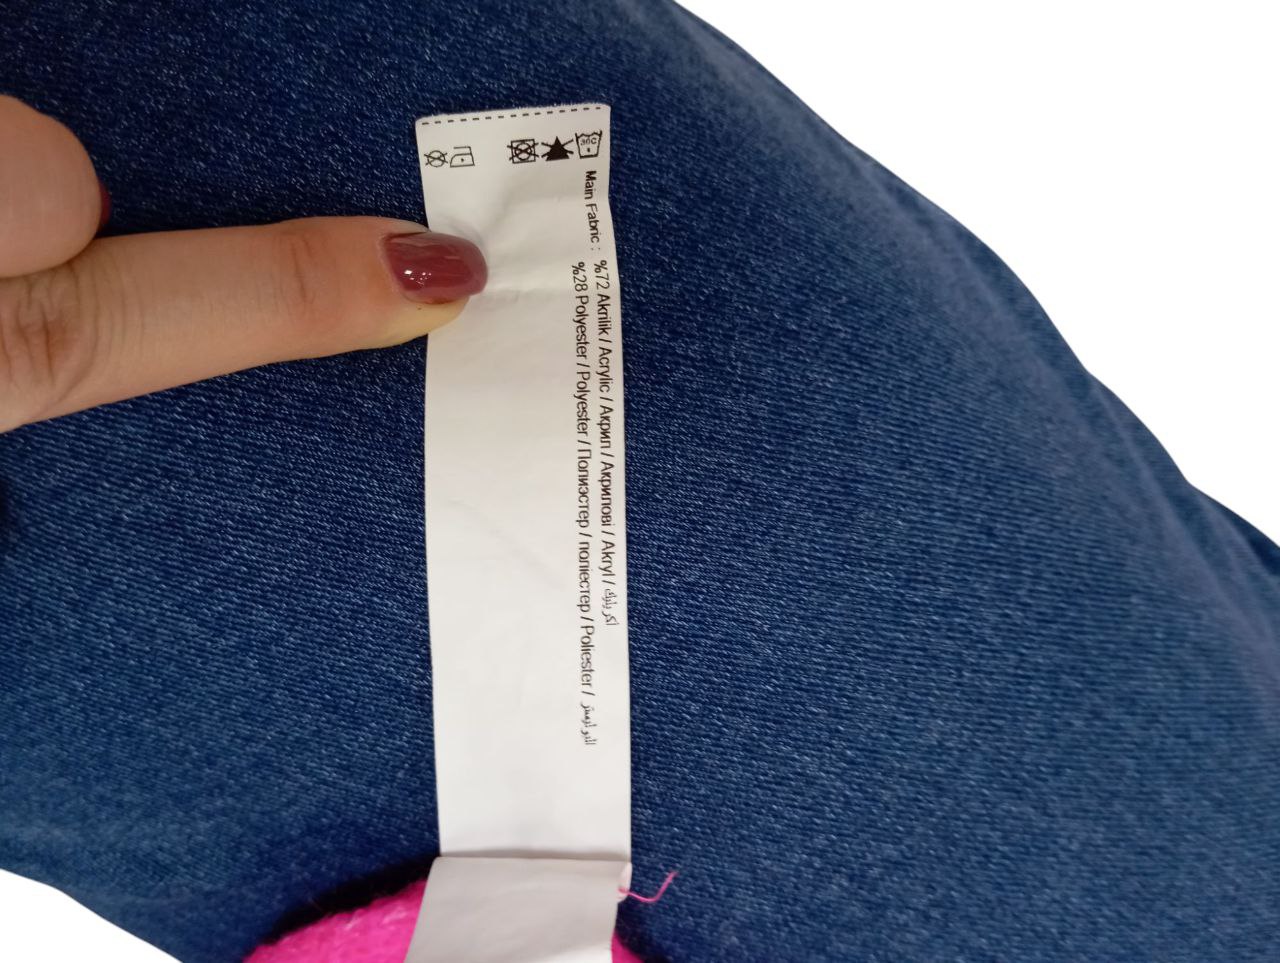 Main Fabric :
%72 Akrilik / Acrylic / Акрил / Акрилові / Akryl / أكريليك
%28 Polyester / Polyester / Полиэстер / поліестер / Poliester / البوليستر